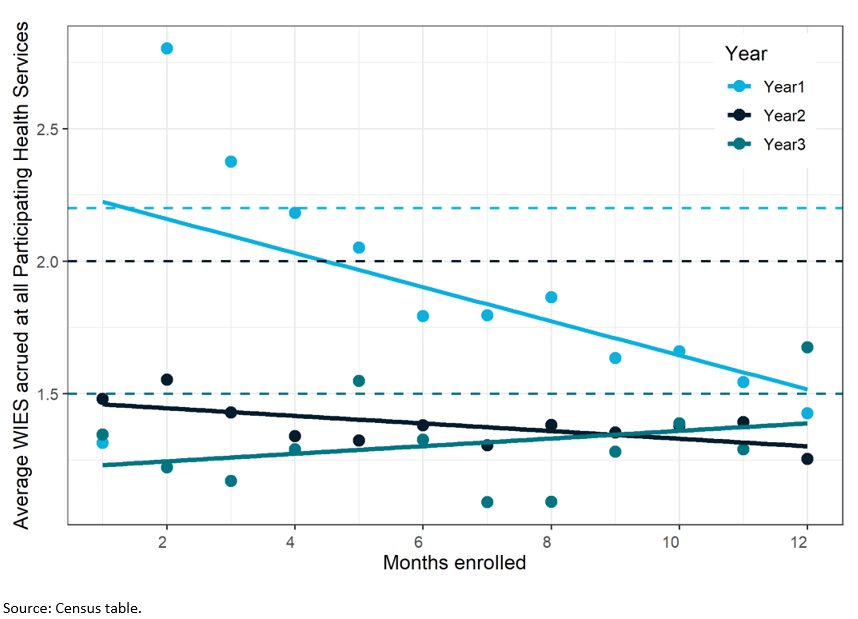 Average WIES acrued at all Participating Health Services
2.5
2.0
1.5
Year
Year1
Year2
Year3
2
4
6
8
10
12
Months enrolled
Source: Census table.